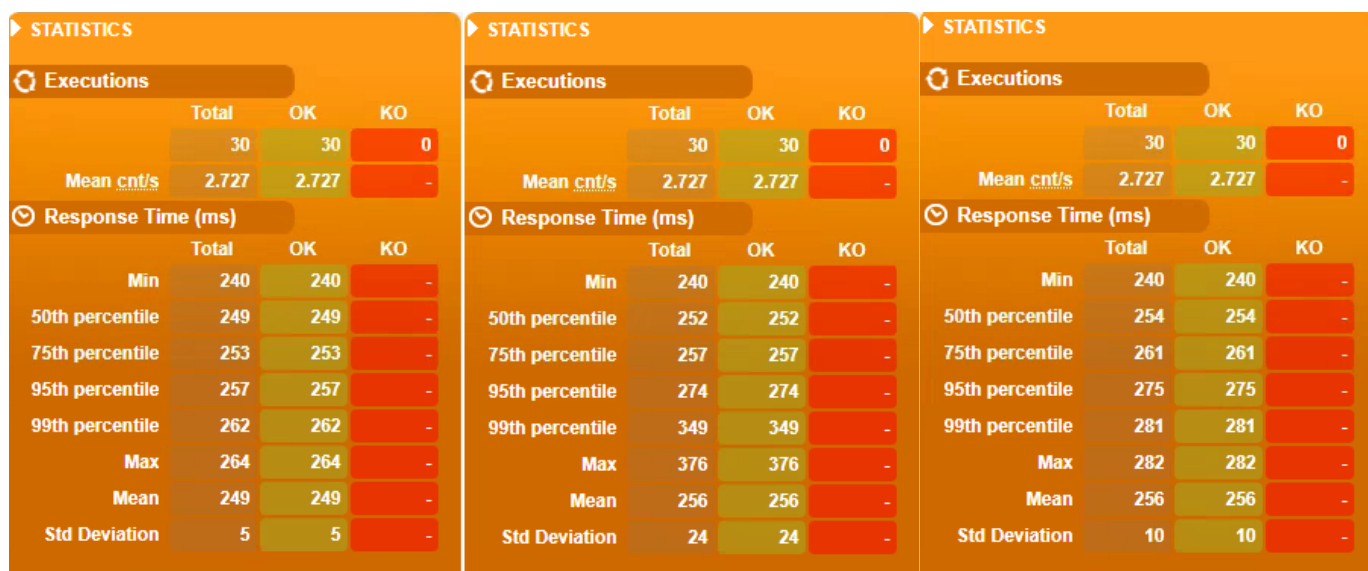 STATISTICS
Executions
Total OK KO
30 30 0
Mean cnt/s 2.727 2.727 -
Response Time (ms)
Total OK KO
Min 240 240 -
50th percentile 249 249 -
75th percentile 253 253 -
95th percentile 257 257 -
99th percentile 262 262 -
Max 264 264 -
Mean 249 249 -
Std Deviation 5 5 -
STATISTICS
Executions
Total OK KO
30 30 0
Mean cnt/s 2.727 2.727 -
Response Time (ms)
Total OK KO
Min 240 240 -
50th percentile 252 252 -
75th percentile 257 257 -
95th percentile 274 274 -
99th percentile 349 349 -
Max 376 376 -
Mean 256 256 -
Std Deviation 24 24 -
STATISTICS
Executions
Total OK KO
30 30 0
Mean cnt/s 2.727 2.727 -
Response Time (ms)
Total OK KO
Min 240 240 -
50th percentile 254 254 -
75th percentile 261 261 -
95th percentile 275 275 -
99th percentile 281 281 -
Max 282 282 -
Mean 256 256 -
Std Deviation 10 10 -